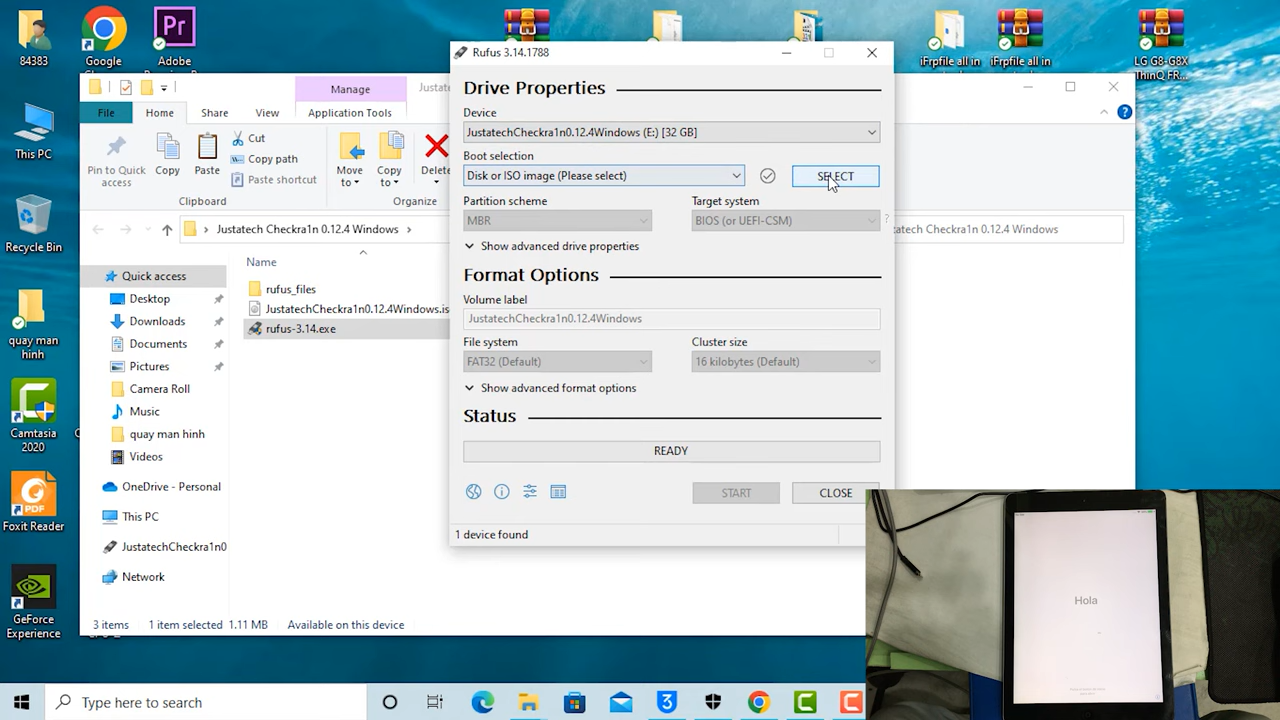 84383
Google
Pr
Adobe
iFrpfile all in
iFrpfile all in
LG G8-G8X
ThinQ FR...
This PC
Recycle Bin
quay man
hinh
Camtasia
2020
Foxit Reader
GeForce
Experience
Manage
Justatech
File
Home
Share
View
Application Tools
Pin to Quick
access
Copy
Paste
Cut
Copy path
Paste shortcut
Clipboard
Move
to
Copy
to
Delete
Organize
Justatech Checkra1n 0.12.4 Windows
tatech Checkra1n 0.12.4 Windows
Name
rufus_files
JustatechCheckra1n0.12.4Windows.is
rufus-3.14.exe
Quick access
Desktop
Downloads
Documents
Pictures
Camera Roll
Music
quay man hinh
Videos
OneDrive - Personal
This PC
JustatechCheckra1n0
Network
3 items
1 item selected 1.11 MB
Available on this device
Rufus 3.14.1788
Drive Properties
Device
JustatechCheckra1n0.12.4Windows (E:) [32 GB]
Boot selection
Disk or ISO image (Please select)
SELECT
Partition scheme
Target system
MBR
BIOS (or UEFI-CSM)
?
Show advanced drive properties
Format Options
Volume label
JustatechCheckra1n0.12.4Windows
File system
Cluster size
FAT32 (Default)
16 kilobytes (Default)
Show advanced format options
Status
READY
START
CLOSE
1 device found
Hola
Type here to search
3